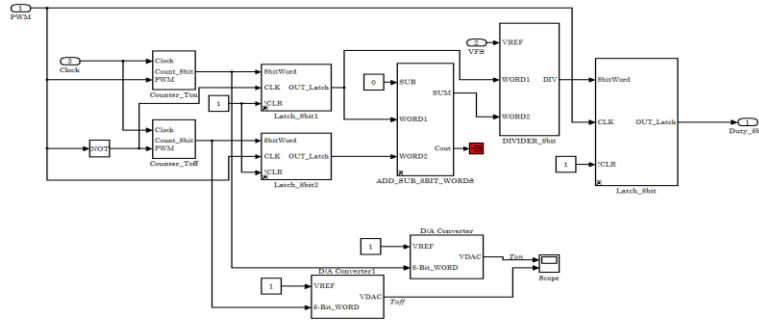 1
PWM
3
Clock
Clock
Count_8bit
PWM
Counter_Ton
Clock
Count_8bit
PWM
Counter_Toff
NOT
1
8bitWord
OUT_Latch
CLK
!CLR
Latch_8bit1
8bitWord
OUT_Latch
CLK
!CLR
Latch_8bit2
0
SUB
SUM
WORD1
Cout
WORD2
ADD_SUB_8BIT_WORDS
2
VFS
VREF
WORD1
DIV
WORD2
DIVIDER_8bit
1
8bitWord
CLK
OUT_Latch
!CLR
Latch_8bit
1
D/A Converter
1
VREF
VDAC
8-Bit_WORD
Ton
Scope
D/A Converter1
1
VREF
VDAC
8-Bit_WORD
Toff